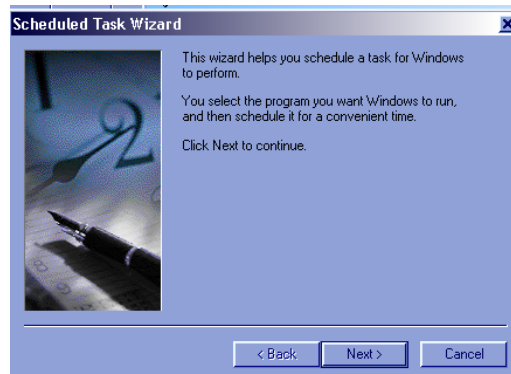 Scheduled Task Wizard
This wizard helps you schedule a task for Windows
to perform.
You select the program you want Windows to run,
and then schedule it for a convenient time.
Click Next to continue.
< Back Next > Cancel